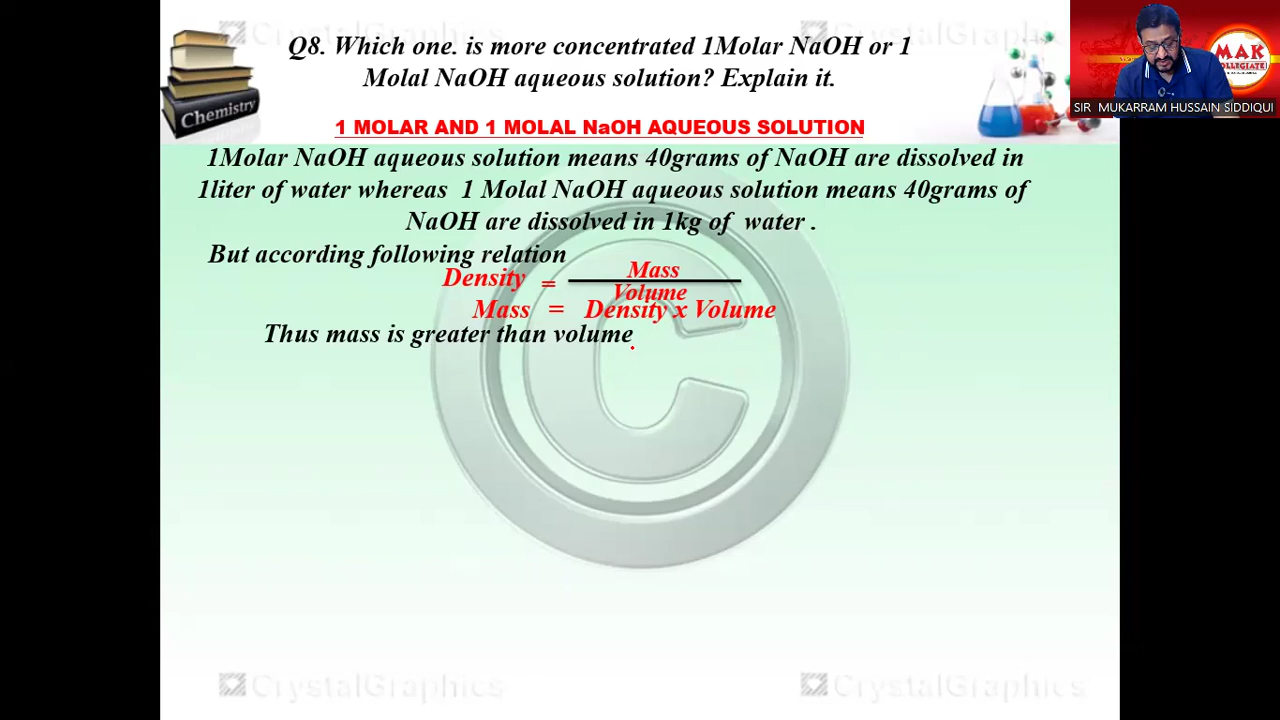 Q8. Which one. is more concentrated 1Molar NaOH or 1
Molal NaOH aqueous solution? Explain it.
MAK
COLLEGIATE
SIR MUKARRAM HUSSAIN SIDDIQUI
Chemistry
1 MOLAR AND 1 MOLAL NaOH AQUEOUS SOLUTION
1Molar NaOH aqueous solution means 40grams of NaOH are dissolved in
1liter of water whereas 1 Molal NaOH aqueous solution means 40grams of
NaOH are dissolved in 1kg of water .
But according following relation
Density = Mass
Volume
Mass = Density x Volume
Thus mass is greater than volume.
CrystalGraphics
CrystalGraphics
CrystalGraphics
CrystalGraphics